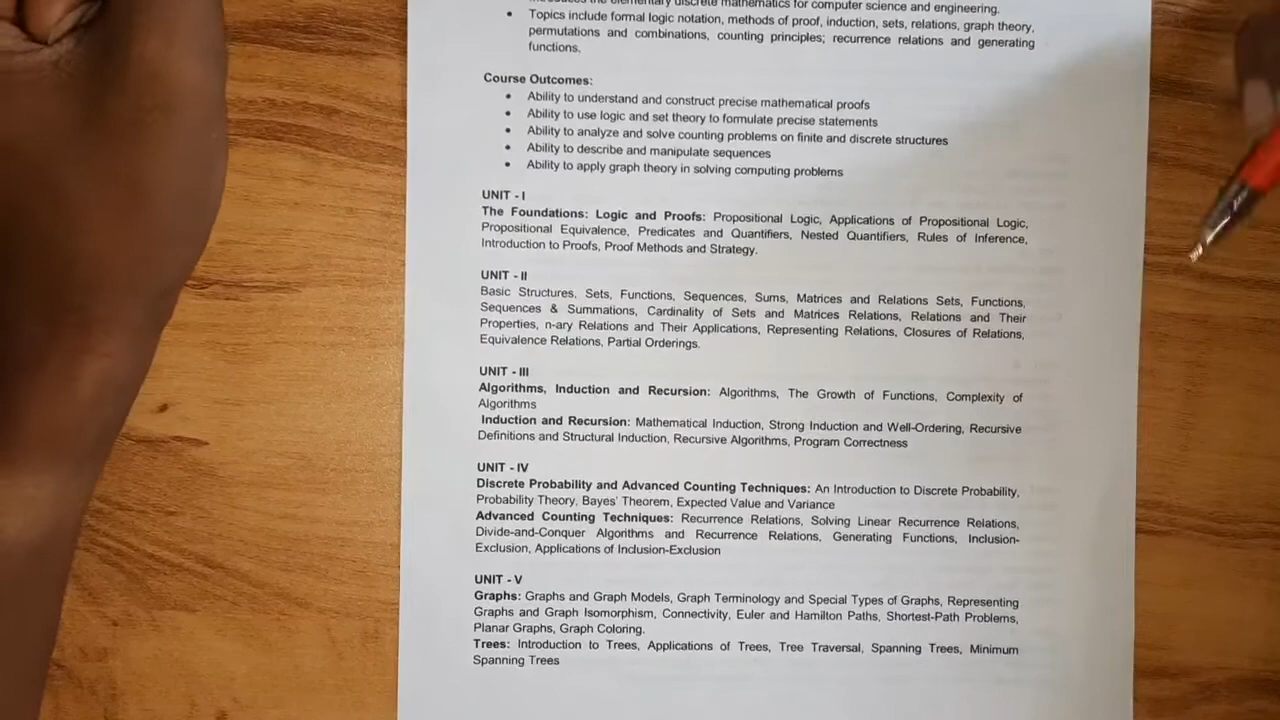 elementary discrete mathematics for computer science and engineering.
• Topics include formal logic notation, methods of proof, induction, sets, relations, graph theory,
permutations and combinations, counting principles; recurrence relations and generating
functions.
Course Outcomes:
• Ability to understand and construct precise mathematical proofs
• Ability to use logic and set theory to formulate precise statements
• Ability to analyze and solve counting problems on finite and discrete structures
• Ability to describe and manipulate sequences
• Ability to apply graph theory in solving computing problems
UNIT - I
The Foundations: Logic and Proofs: Propositional Logic, Applications of Propositional Logic,
Propositional Equivalence, Predicates and Quantifiers, Nested Quantifiers, Rules of Inference,
Introduction to Proofs, Proof Methods and Strategy.
UNIT - II
Basic Structures, Sets, Functions, Sequences, Sums, Matrices and Relations Sets, Functions,
Sequences & Summations, Cardinality of Sets and Matrices Relations, Relations and Their
Properties, n-ary Relations and Their Applications, Representing Relations, Closures of Relations,
Equivalence Relations, Partial Orderings.
UNIT - III
Algorithms, Induction and Recursion: Algorithms, The Growth of Functions, Complexity of
Algorithms
Induction and Recursion: Mathematical Induction, Strong Induction and Well-Ordering, Recursive
Definitions and Structural Induction, Recursive Algorithms, Program Correctness
UNIT - IV
Discrete Probability and Advanced Counting Techniques: An Introduction to Discrete Probability,
Probability Theory, Bayes' Theorem, Expected Value and Variance
Advanced Counting Techniques: Recurrence Relations, Solving Linear Recurrence Relations,
Divide-and-Conquer Algorithms and Recurrence Relations, Generating Functions, Inclusion-
Exclusion, Applications of Inclusion-Exclusion
UNIT - V
Graphs: Graphs and Graph Models, Graph Terminology and Special Types of Graphs, Representing
Graphs and Graph Isomorphism, Connectivity, Euler and Hamilton Paths, Shortest-Path Problems,
Planar Graphs, Graph Coloring.
Trees: Introduction to Trees, Applications of Trees, Tree Traversal, Spanning Trees, Minimum
Spanning Trees